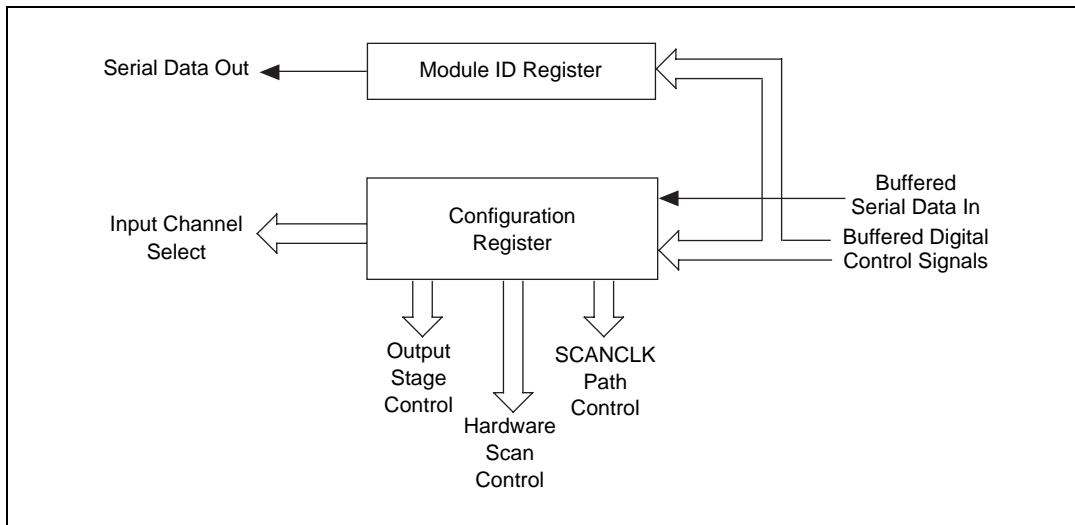 Serial Data Out
Module ID Register
Input Channel
Select
Configuration
Register
Buffered
Serial Data In
Buffered Digital
Control Signals
Output
Stage
Control
Hardware
Scan
Control
SCANCLK
Path
Control